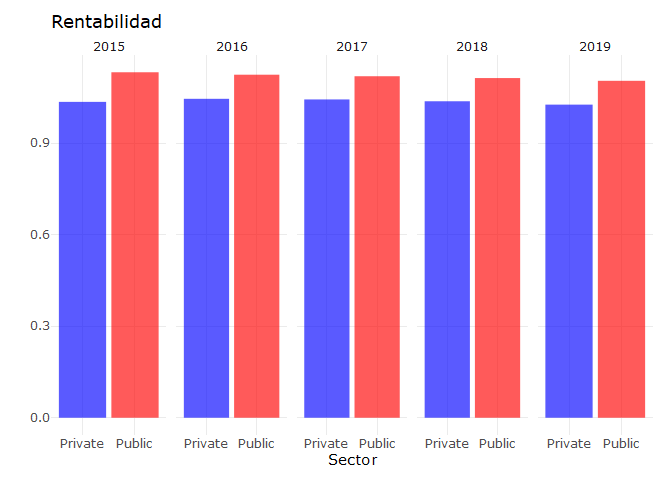 Rentabilidad
2015 2016 2017 2018 2019
0.9
0.6
0.3
0.0
Private Public Private Public Private Public Private Public Private Public
Sector